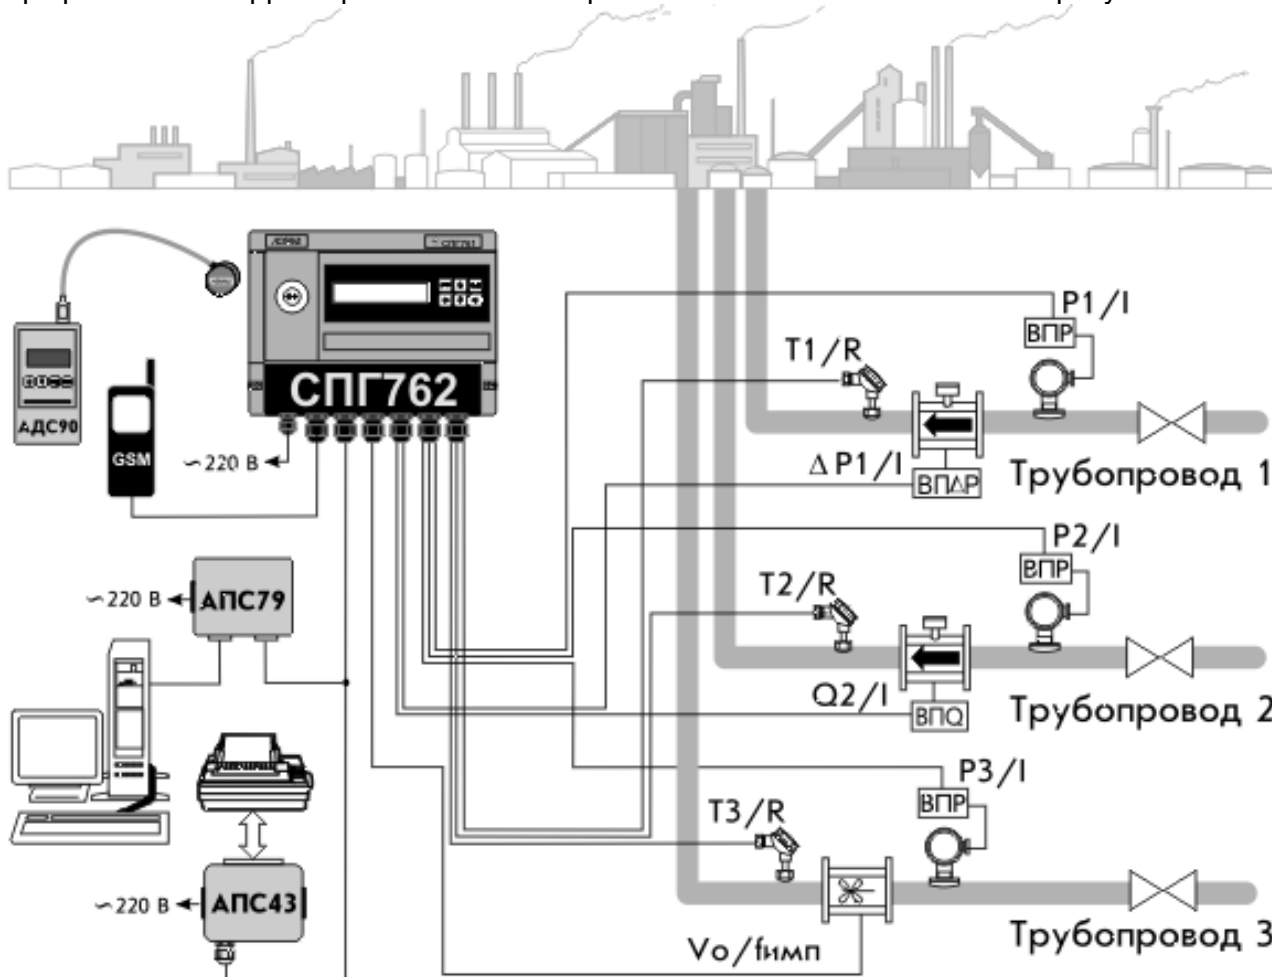 P1/I
ВПР
T1/R
СПГ762
АДС90
GSM
~220 В
ΔP1/I
ВПΔР
Трубопровод 1
P2/I
ВПР
T2/R
~220 В
АПС79
Q2/I
ВПQ
Трубопровод 2
P3/I
ВПР
T3/R
~220 В
АПС43
Vo/fимп
Трубопровод 3